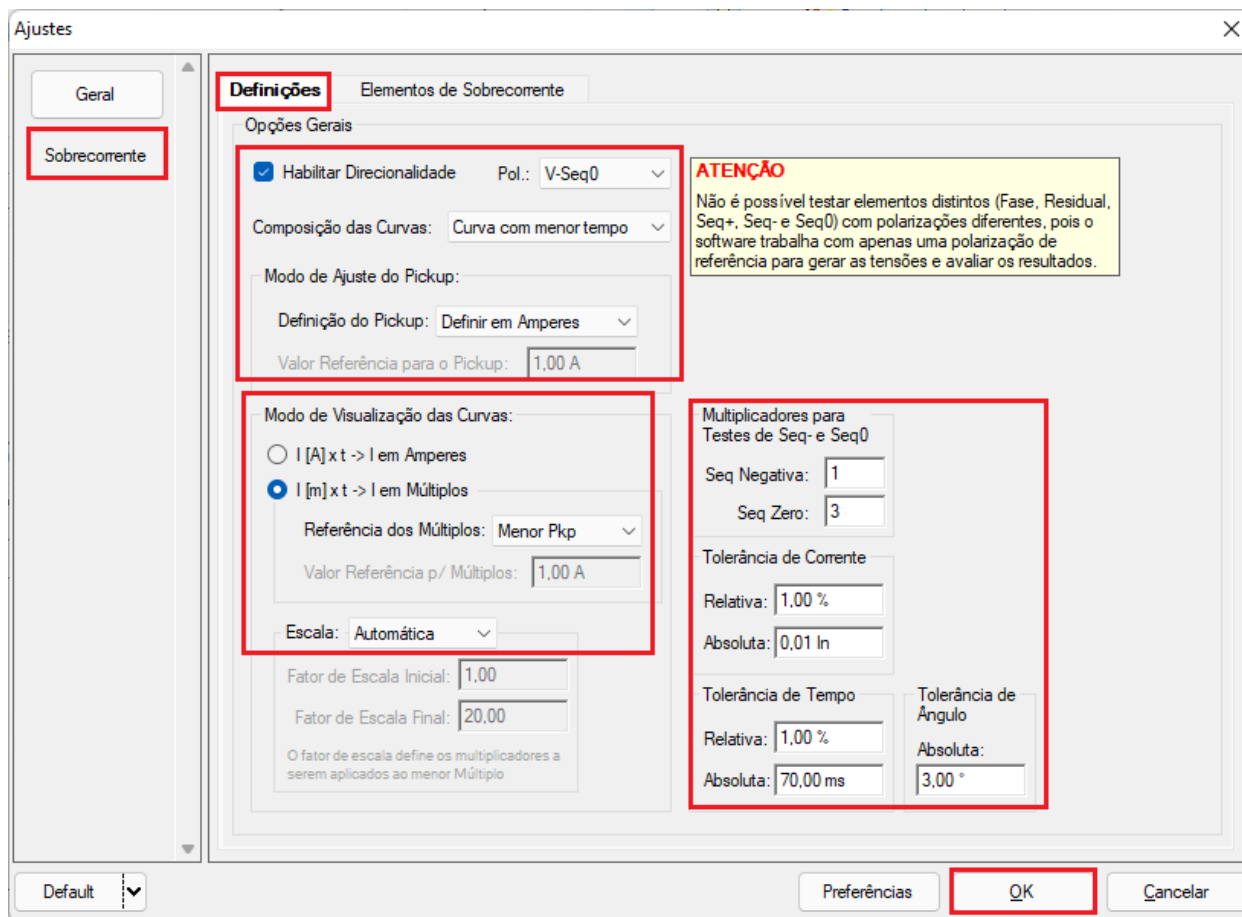 Ajustes
Geral
Sobrecorrente
Definições
Elementos de Sobrecorrente
Opções Gerais
Habilitar Direcionalidade
Pol.: V-Seq0
Composição das Curvas: Curva com menor tempo
Modo de Ajuste do Pickup:
Definição do Pickup: Definir em Amperes
Valor Referência para o Pickup: 1,00 A
ATENÇÃO
Não é possível testar elementos distintos (Fase, Residual,
Seq+, Seq- e Seq0) com polarizações diferentes, pois o
software trabalha com apenas uma polarização de
referência para gerar as tensões e avaliar os resultados.
Modo de Visualização das Curvas:
I [A] x t -> I em Amperes
I [m] x t -> I em Múltiplos
Referência dos Múltiplos: Menor Pkp
Valor Referência p/ Múltiplos: 1,00 A
Escala: Automática
Fator de Escala Inicial: 1,00
Fator de Escala Final: 20,00
O fator de escala define os multiplicadores a
serem aplicados ao menor Múltiplo
Multiplicadores para
Testes de Seq- e Seq0
Seq Negativa: 1
Seq Zero: 3
Tolerância de Corrente
Relativa: 1,00 %
Absoluta: 0,01 In
Tolerância de Tempo
Relativa: 1,00 %
Absoluta: 70,00 ms
Tolerância de
Ângulo
Absoluta:
3,00 °
Default
Preferências
OK
Cancelar